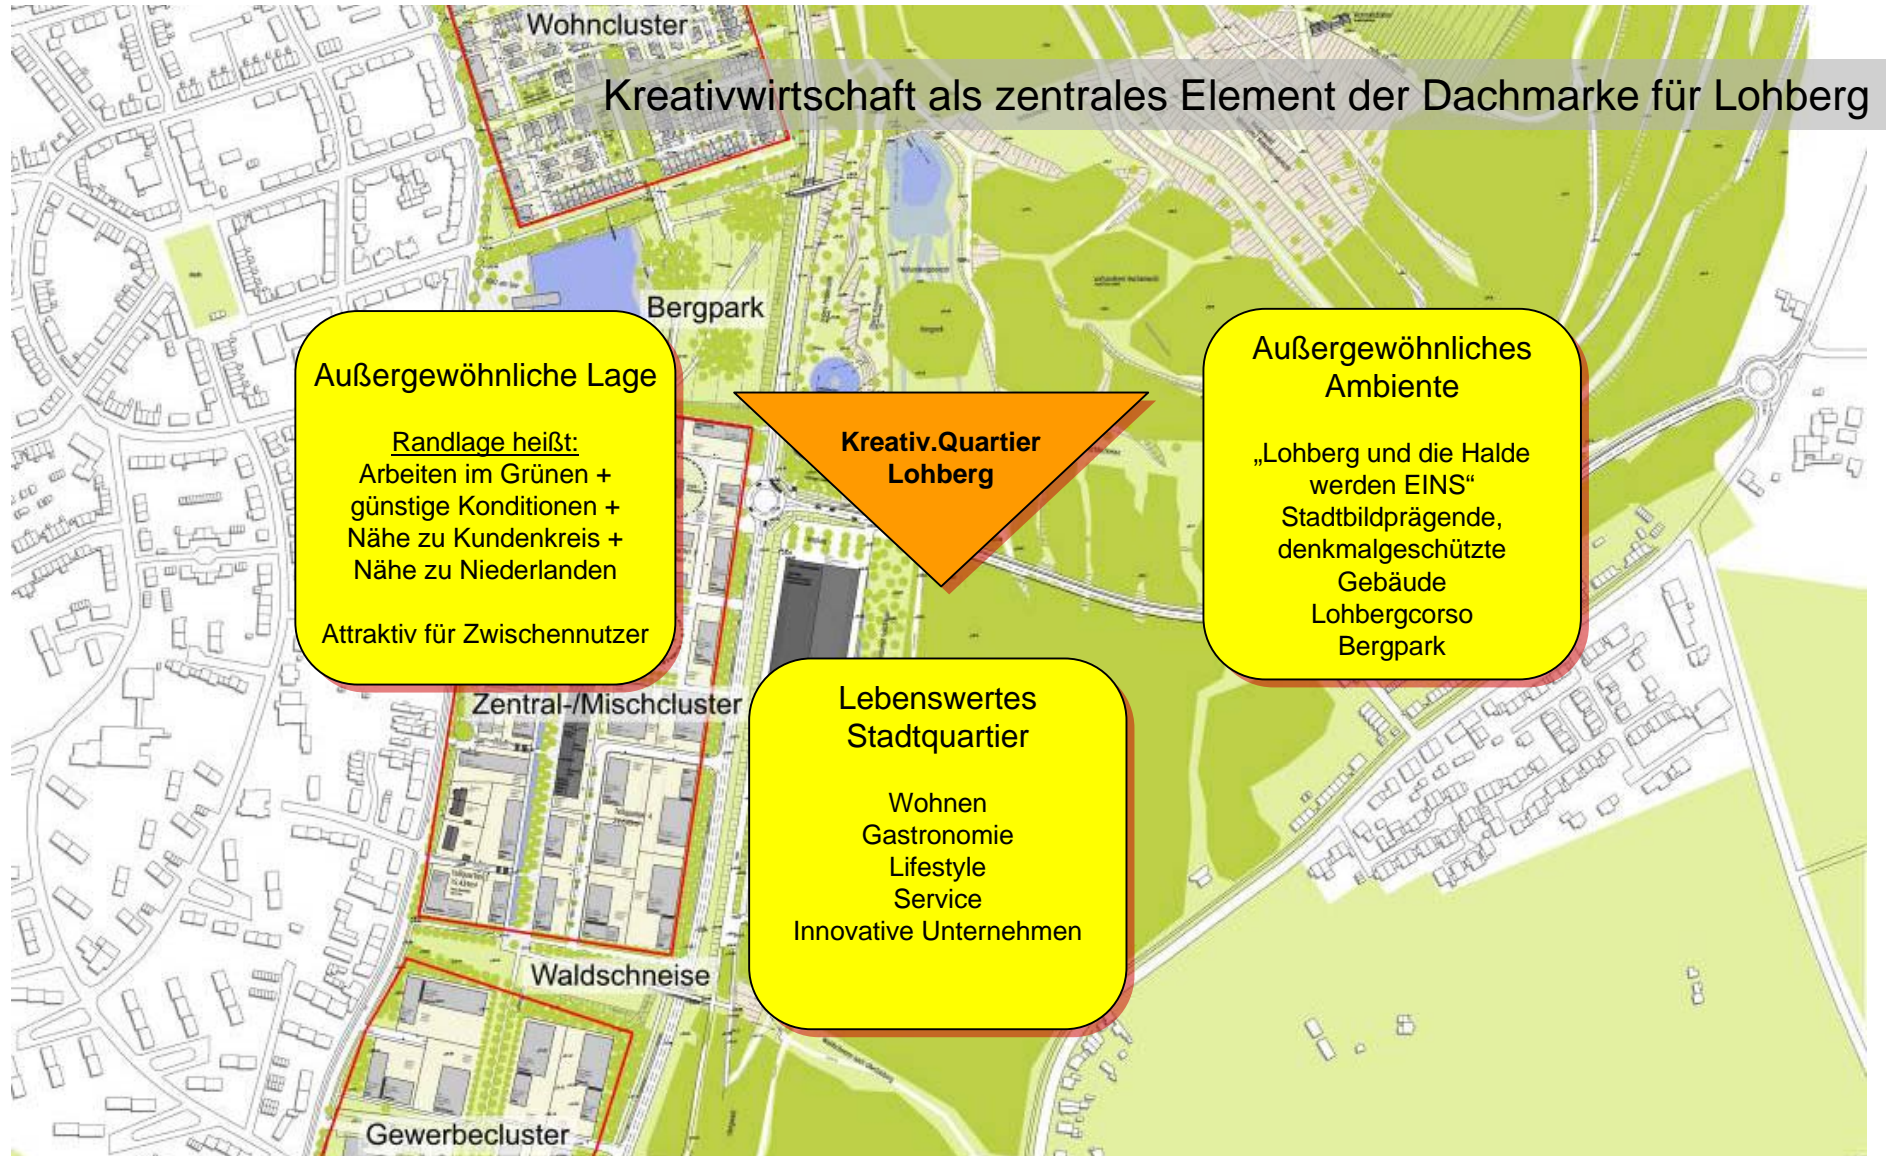 Wohncluster
Kreativwirtschaft als zentrales Element der Dachmarke für Lohberg
Bergpark
Außergewöhnliche Lage
Randlage heißt:
Arbeiten im Grünen +
günstige Konditionen +
Nähe zu Kundenkreis +
Nähe zu Niederlanden
Attraktiv für Zwischennutzer
Kreativ.Quartier
Lohberg
Außergewöhnliches
Ambiente
„Lohberg und die Halde
werden EINS“
Stadtbildprägende,
denkmalgeschützte
Gebäude
Lohbergcorso
Bergpark
Zentral-/Mischcluster
Lebenswertes
Stadtquartier
Wohnen
Gastronomie
Lifestyle
Service
Innovative Unternehmen
Waldschneise
Gewerbecluster